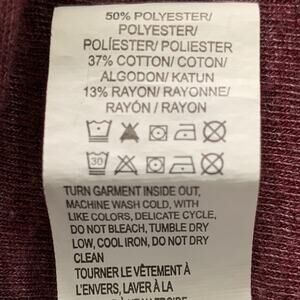 50% POLYESTER/
POLYESTER/
POLÍESTER/ POLIESTER
37% COTTON/ COTON/
ALGODON/ KATUN
13% RAYON/ RAYONNE/
RAYÓN / RAYON
30
TURN GARMENT INSIDE OUT,
MACHINE WASH COLD, WITH
LIKE COLORS, DELICATE CYCLE,
DO NOT BLEACH, TUMBLE DRY
LOW, COOL IRON, DO NOT DRY
CLEAN
TOURNER LE VÊTEMENT À
L'ENVERS, LAVER À LA